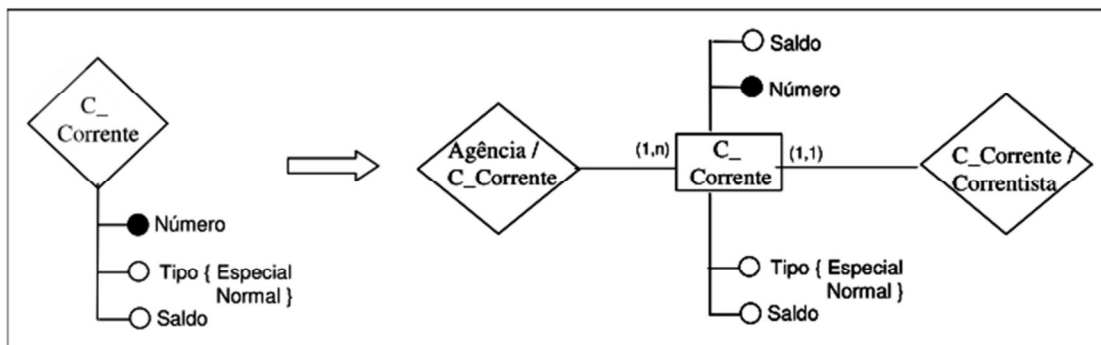 C_
Corrente
Número
Tipo { Especial
Normal }
Saldo
Saldo
Número
Agência /
C_Corrente
(1,n)
C_
Corrente
(1,1)
C_Corrente /
Correntista
Tipo { Especial
Normal }
Saldo